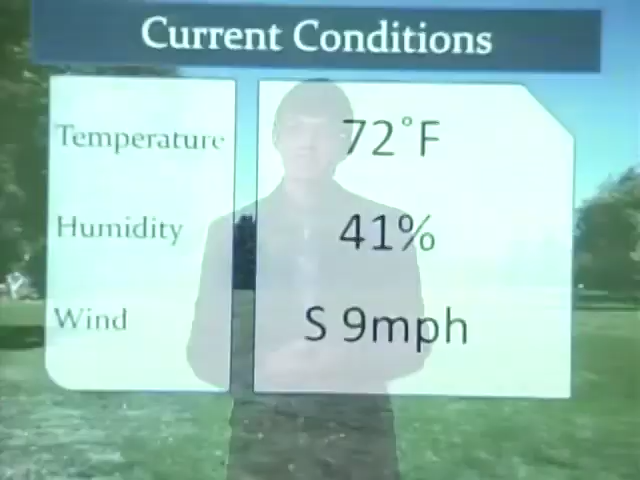 Current Conditions
Temperature 72°F
Humidity 41%
Wind S 9mph